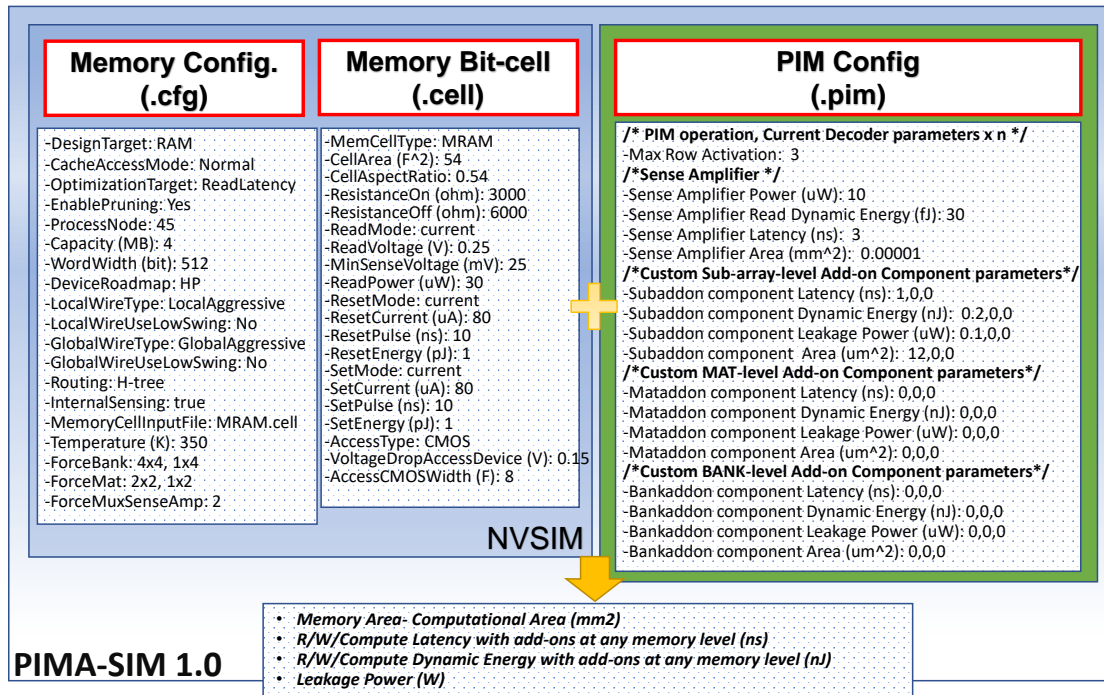 Memory Config.
(.cfg)
-DesignTarget: RAM
-CacheAccessMode: Normal
-OptimizationTarget: ReadLatency
-EnablePruning: Yes
-ProcessNode: 45
-Capacity (MB): 4
-WordWidth (bit): 512
-DeviceRoadmap: HP
-LocalWireType: LocalAggressive
-LocalWireUseLowSwing: No
-GlobalWireType: GlobalAggressive
-GlobalWireUseLowSwing: No
-Routing: H-tree
-InternalSensing: true
-MemoryCellInputFile: MRAM.cell
-Temperature (K): 350
-ForceBank: 4x4, 1x4
-ForceMat: 2x2, 1x2
-ForceMuxSenseAmp: 2
Memory Bit-cell
(.cell)
-MemCellType: MRAM
-CellArea (F^2): 54
-CellAspectRatio: 0.54
-ResistanceOn (ohm): 3000
-ResistanceOff (ohm): 6000
-ReadMode: current
-ReadVoltage (V): 0.25
-MinSenseVoltage (mV): 25
-ReadPower (uW): 30
-ResetMode: current
-ResetCurrent (uA): 80
-ResetPulse (ns): 10
-ResetEnergy (pJ): 1
-SetMode: current
-SetCurrent (uA): 80
-SetPulse (ns): 10
-SetEnergy (pJ): 1
-AccessType: CMOS
-VoltageDropAccessDevice (V): 0.15
-AccessCMOSWidth (F): 8
NVSIM
PIM Config
(.pim)
/* PIM operation, Current Decoder parameters x n */
-Max Row Activation: 3
/*Sense Amplifier */
-Sense Amplifier Power (uW): 10
-Sense Amplifier Read Dynamic Energy (fJ): 30
-Sense Amplifier Latency (ns): 3
-Sense Amplifier Area (mm^2): 0.00001
/*Custom Sub-array-level Add-on Component parameters*/
-Subaddon component Latency (ns): 1,0,0
-Subaddon component Dynamic Energy (nJ): 0.2,0,0
-Subaddon component Leakage Power (uW): 0.1,0,0
-Subaddon component Area (um^2): 12,0,0
/*Custom MAT-level Add-on Component parameters*/
-Mataddon component Latency (ns): 0,0,0
-Mataddon component Dynamic Energy (nJ): 0,0,0
-Mataddon component Leakage Power (uW): 0,0,0
-Mataddon component Area (um^2): 0,0,0
/*Custom BANK-level Add-on Component parameters*/
-Bankaddon component Latency (ns): 0,0,0
-Bankaddon component Dynamic Energy (nJ): 0,0,0
-Bankaddon component Leakage Power (uW): 0,0,0
-Bankaddon component Area (um^2): 0,0,0
• Memory Area- Computational Area (mm2)
• R/W/Compute Latency with add-ons at any memory level (ns)
• R/W/Compute Dynamic Energy with add-ons at any memory level (nJ)
• Leakage Power (W)
PIMA-SIM 1.0